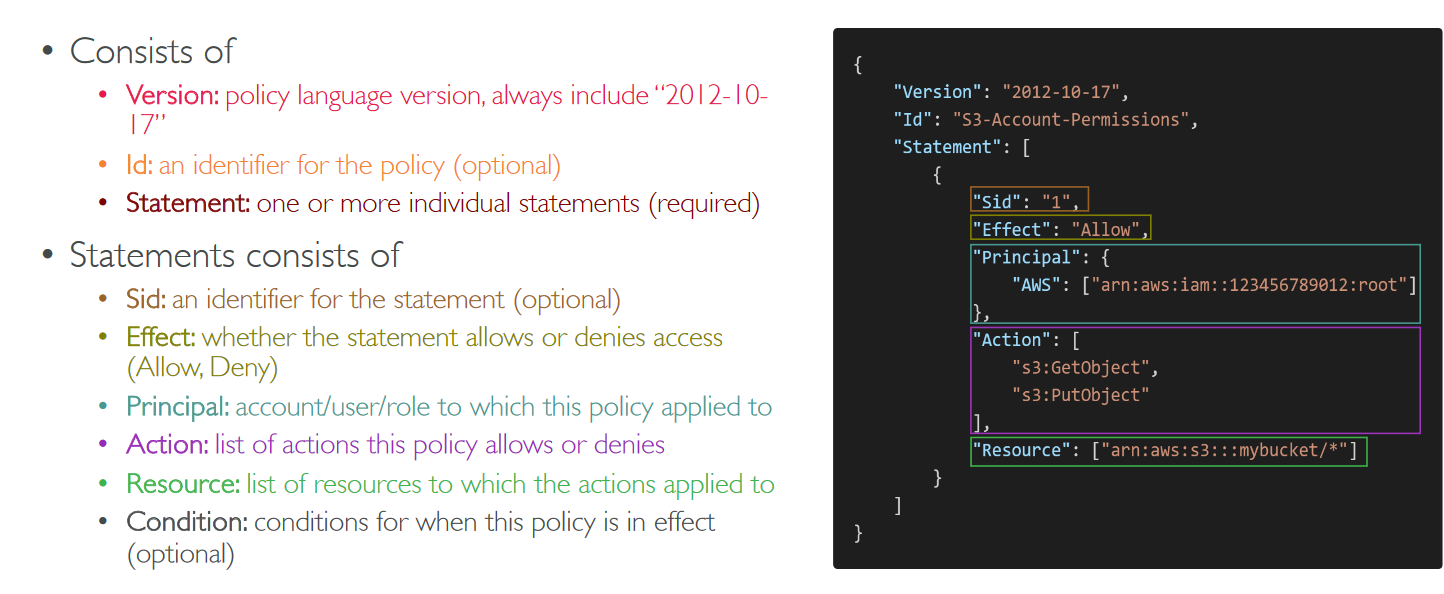 • Consists of
• Version: policy language version, always include “2012-10-
17”
• Id: an identifier for the policy (optional)
• Statement: one or more individual statements (required)
• Statements consists of
• Sid: an identifier for the statement (optional)
• Effect: whether the statement allows or denies access
(Allow, Deny)
• Principal: account/user/role to which this policy applied to
• Action: list of actions this policy allows or denies
• Resource: list of resources to which the actions applied to
• Condition: conditions for when this policy is in effect
(optional)
{
"Version": "2012-10-17",
"Id": "S3-Account-Permissions",
"Statement": [
{
"Sid": "1",
"Effect": "Allow",
"Principal": {
"AWS": ["arn:aws:iam::123456789012:root"]
},
"Action": [
"s3:GetObject",
"s3:PutObject"
],
"Resource": ["arn:aws:s3:::mybucket/*"]
}
]
}